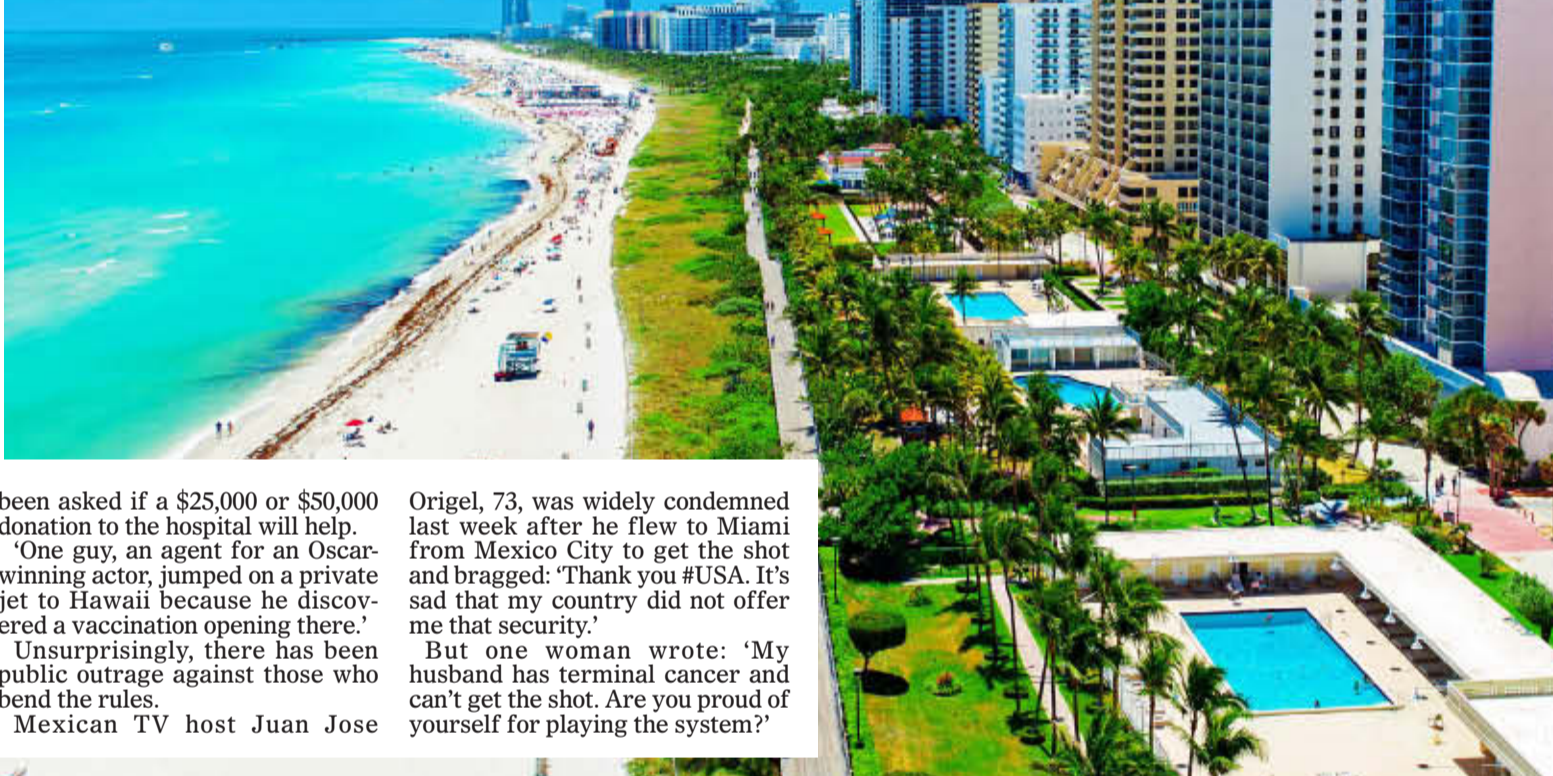 been asked if a $25,000 or $50,000
donation to the hospital will help.
‘One guy, an agent for an Oscar-
winning actor, jumped on a private
jet to Hawaii because he discov-
ered a vaccination opening there.’
Unsurprisingly, there has been
public outrage against those who
bend the rules.
Mexican TV host Juan Jose
Origel, 73, was widely condemned
last week after he flew to Miami
from Mexico City to get the shot
and bragged: ‘Thank you #USA. It’s
sad that my country did not offer
me that security.’
But one woman wrote: ‘My
husband has terminal cancer and
can’t get the shot. Are you proud of
yourself for playing the system?’